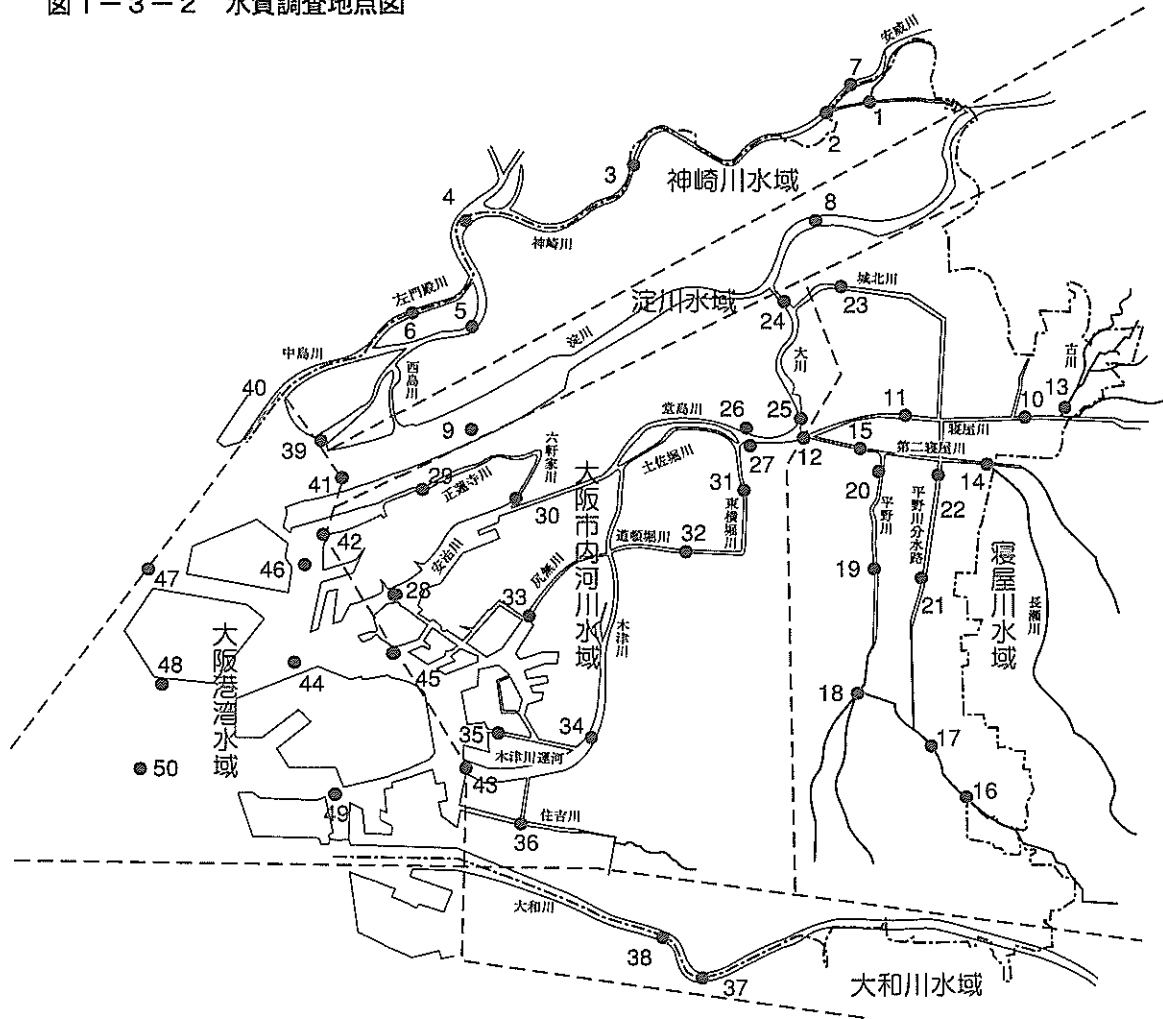 図1-3-2 水質調査地点図
安威川
7
1
2
3
神崎川水域
4
8
神崎川
城北川
左門殿川
淀川水域
23
24
5
6
淀川
大川
古川
中島川
西島川
40
13
26
25
11
10
堂島川
39
9
六軒家川
27
12
15
寝屋川
第二寝屋川
土佐堀川
14
41
29
正蓮寺川
大阪市内河川水域
31
20
22
30
東横堀川
平野川
平野川分水路
42
道頓堀川
32
寝屋川水域
46
安治川
尻無川
47
19
28
33
21
長瀬川
木津川
大阪港湾水域
48
44
45
18
35
34
17
木津川運河
50
43
16
49
住吉川
36
大和川
38
37
大和川水域